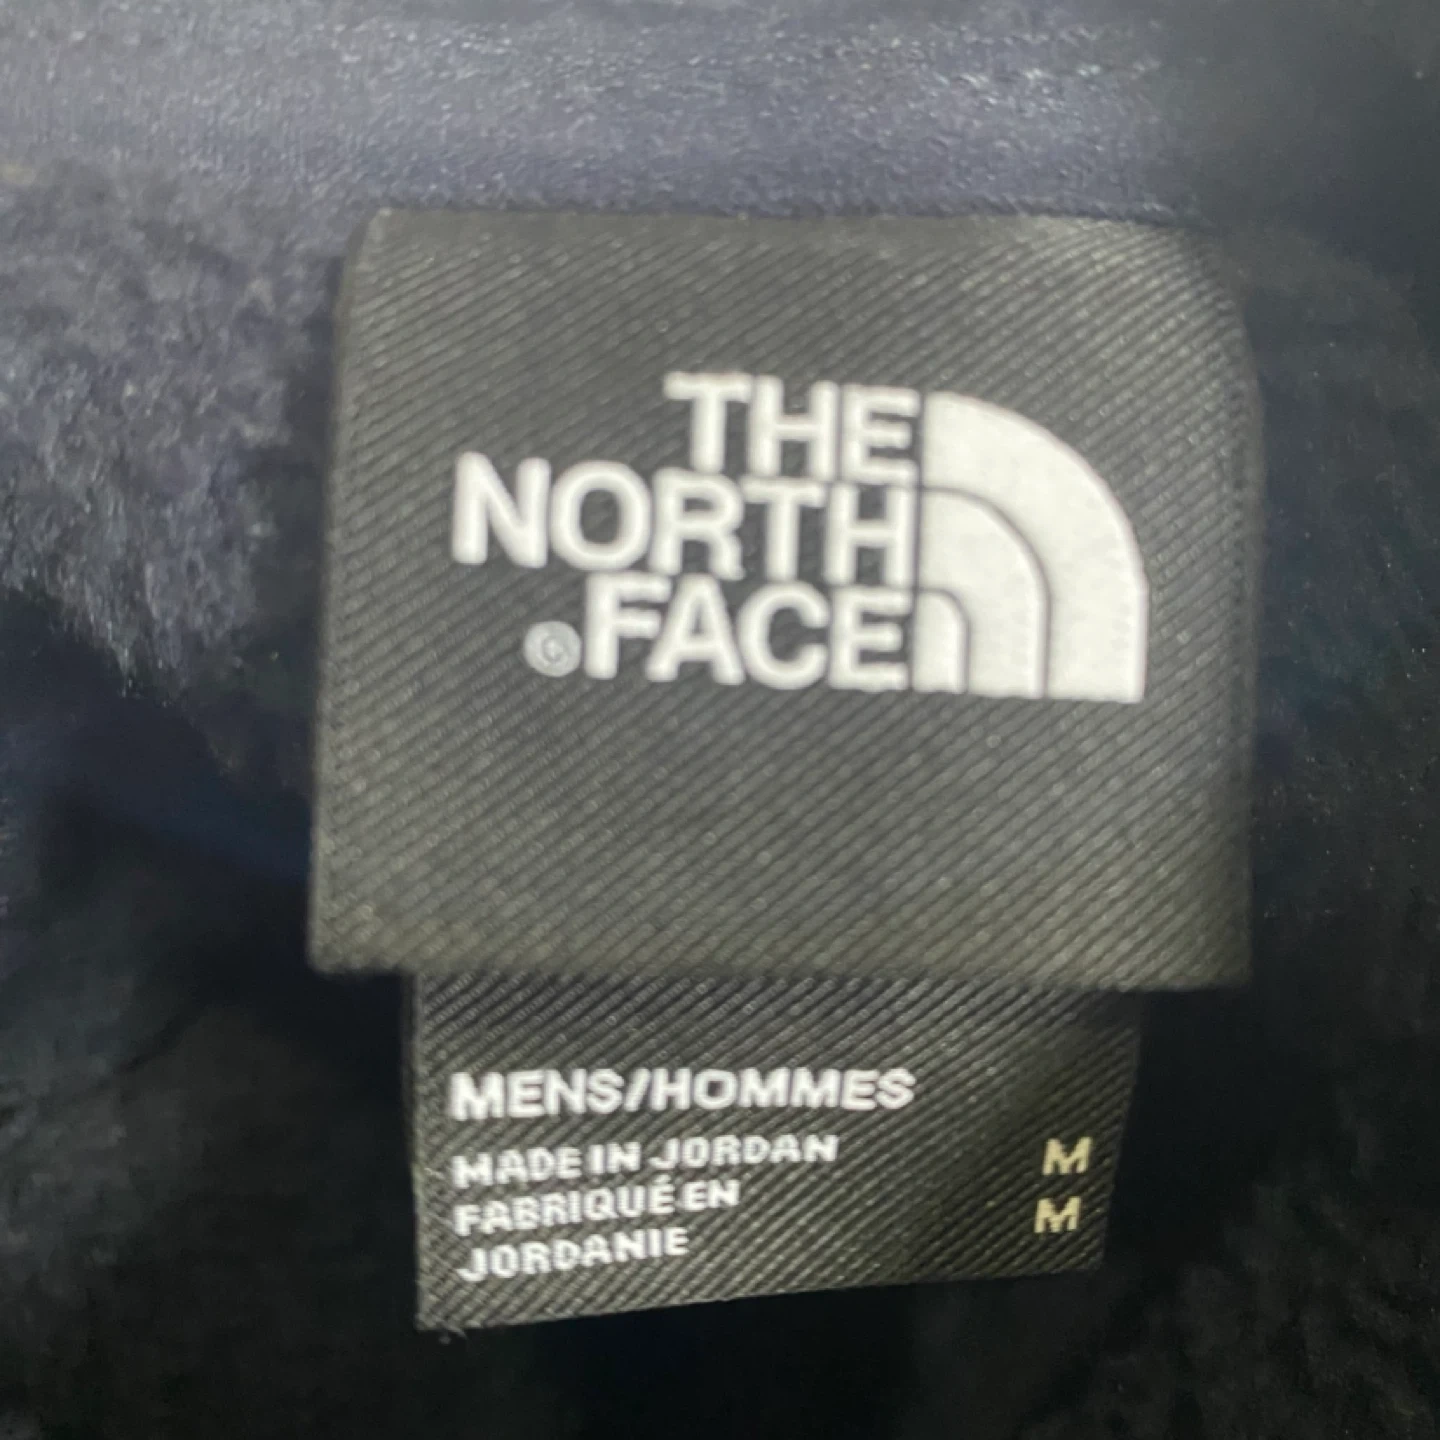 THE
NORTH
FACE
MENS/HOMMES
MADE IN JORDAN M
FABRIQUÉ EN M
JORDANIE